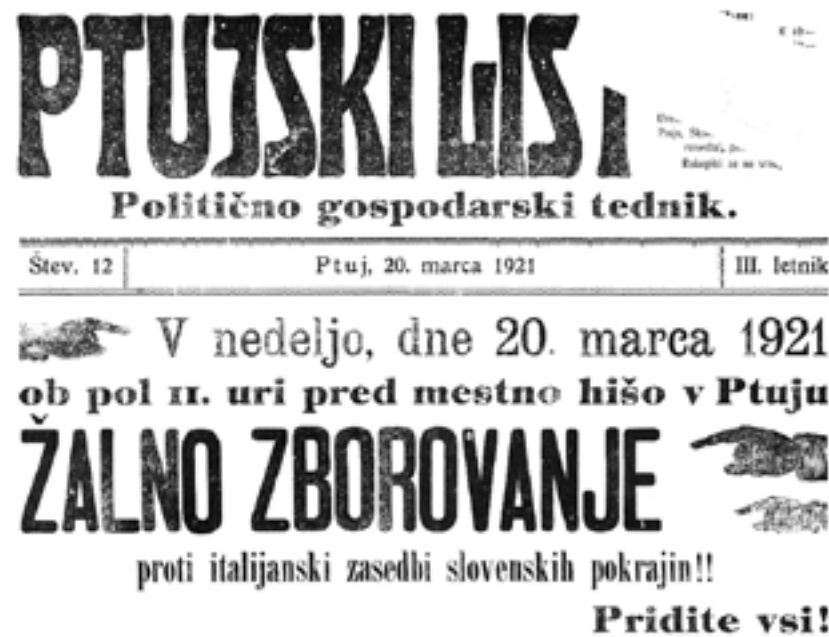 PTUJSKI LIST
Politično gospodarski tednik.
Štev. 12
Ptuj, 20. marca 1921
III. letnik
V nedeljo, dne 20. marca 1921
ob pol 11. uri pred mestno hišo v Ptuju
ŽALNO ZBOROVANJE
proti italijanski zasedbi slovenskih pokrajin!!
Pridite vsi!